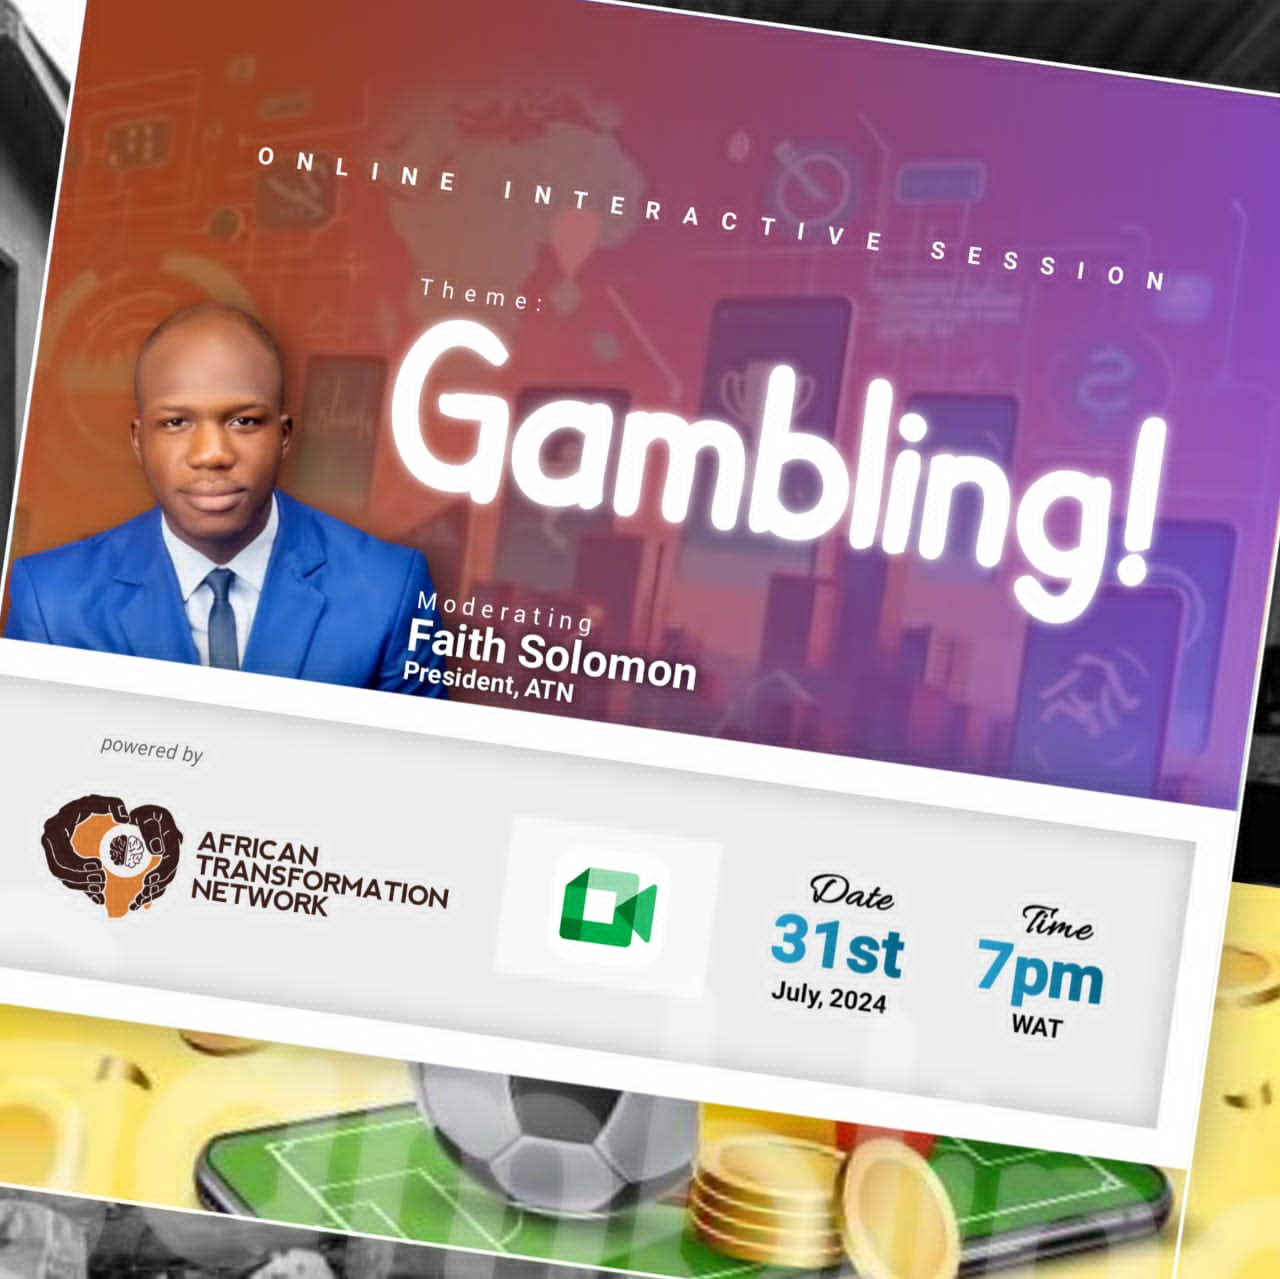 ONLINE INTERACTIVE SESSION
Theme:
Gambling!
Moderating
Faith Solomon
President, ATN
powered by
AFRICAN
TRANSFORMATION
NETWORK
Date
31st
July, 2024
Time
7pm
WAT